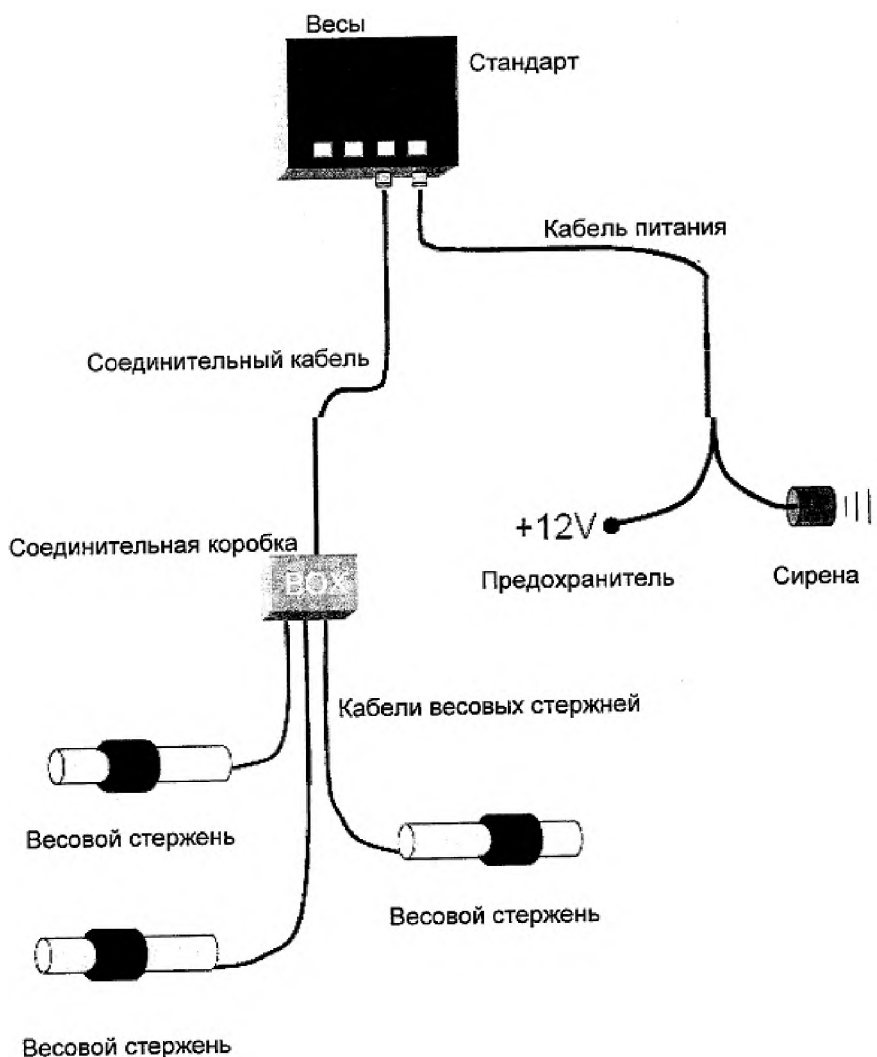 Весы
Стандарт
Кабель питания
Соединительный кабель
+12V
Соединительная коробка
BOX
Предохранитель
Сирена
Кабели весовых стержней
Весовой стержень
Весовой стержень
Весовой стержень